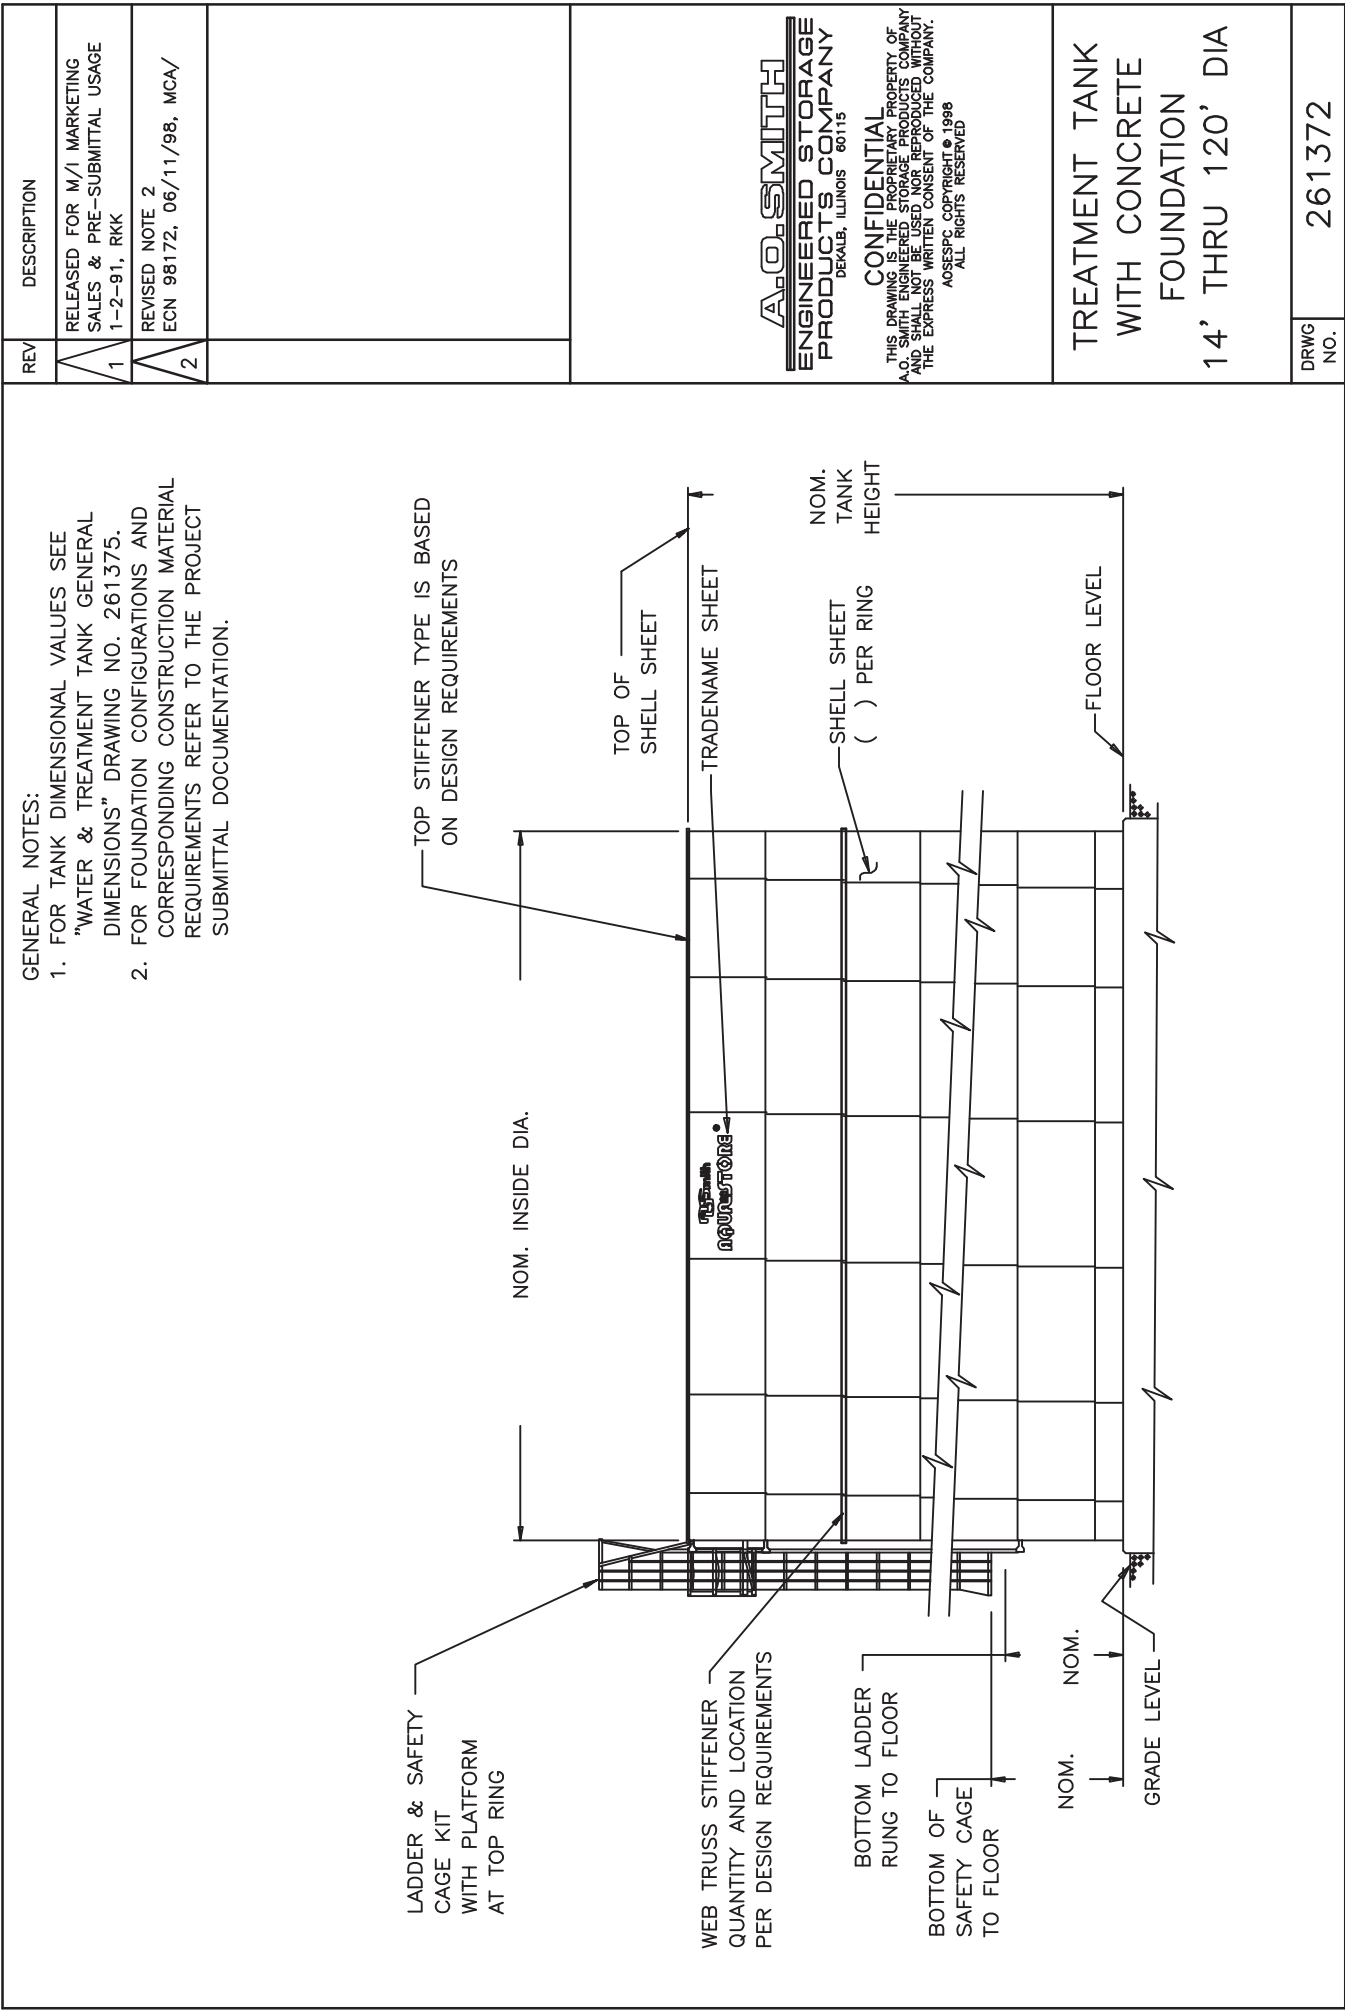 GENERAL NOTES:
1. FOR TANK DIMENSIONAL VALUES SEE
"WATER & TREATMENT TANK GENERAL
DIMENSIONS" DRAWING NO. 261375.
2. FOR FOUNDATION CONFIGURATIONS AND
CORRESPONDING CONSTRUCTION MATERIAL
REQUIREMENTS REFER TO THE PROJECT
SUBMITTAL DOCUMENTATION.
LADDER & SAFETY
CAGE KIT
WITH PLATFORM
AT TOP RING
NOM. INSIDE DIA.
TOP STIFFENER TYPE IS BASED
ON DESIGN REQUIREMENTS
TOP OF
SHELL SHEET
TRADENAME SHEET
WEB TRUSS STIFFENER
QUANTITY AND LOCATION
PER DESIGN REQUIREMENTS
AOSmith
AQUASTORE®
SHELL SHEET
( ) PER RING
NOM.
TANK
HEIGHT
BOTTOM LADDER
RUNG TO FLOOR
BOTTOM OF
SAFETY CAGE
TO FLOOR
NOM.
NOM.
GRADE LEVEL
FLOOR LEVEL
REV
DESCRIPTION
1
RELEASED FOR M/I MARKETING
SALES & PRE-SUBMITTAL USAGE
1-2-91, RKK
2
REVISED NOTE 2
ECN 98172, 06/11/98, MCA/
A.O.SMITH
ENGINEERED STORAGE
PRODUCTS COMPANY
DEKALB, ILLINOIS 60115
CONFIDENTIAL
THIS DRAWING IS THE PROPRIETARY PROPERTY OF
A.O. SMITH ENGINEERED STORAGE PRODUCTS COMPANY
AND SHALL NOT BE USED NOR REPRODUCED WITHOUT
THE EXPRESS WRITTEN CONSENT OF THE COMPANY.
AOSESPC COPYRIGHT © 1998
ALL RIGHTS RESERVED
TREATMENT TANK
WITH CONCRETE
FOUNDATION
14' THRU 120' DIA
DRWG
NO.
261372